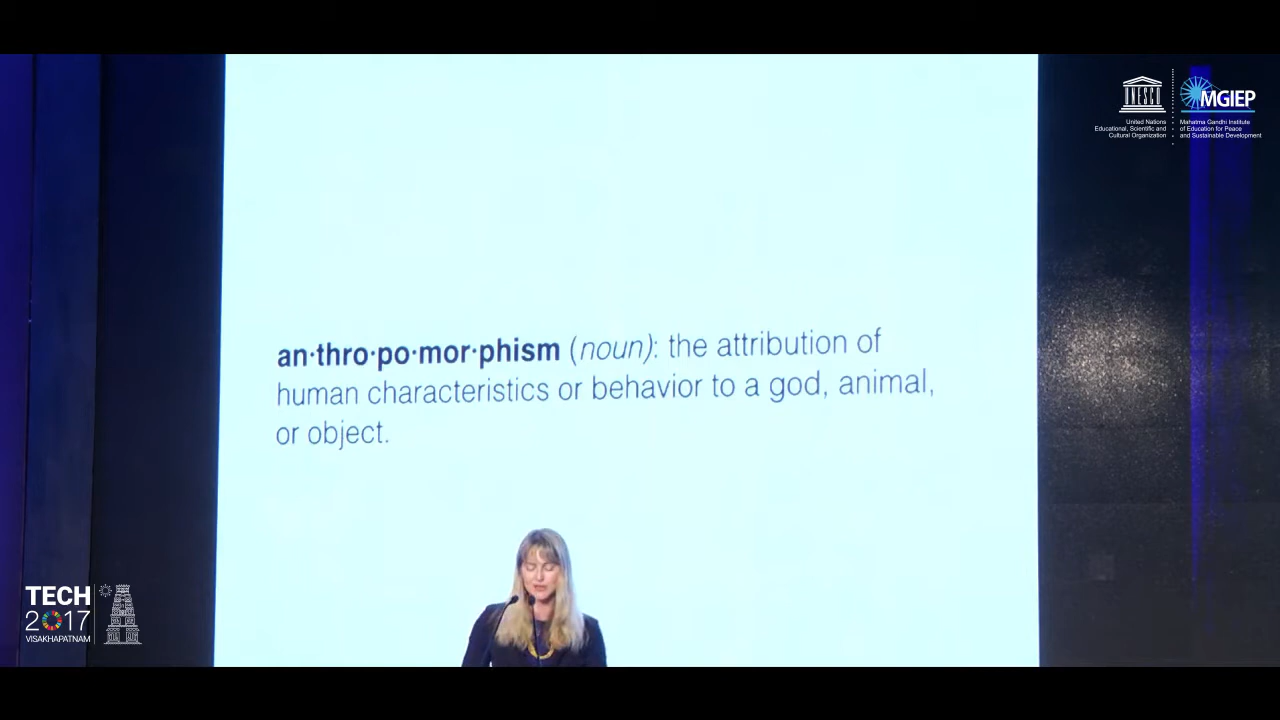 UNESCO
United Nations
Educational, Scientific and
Cultural Organization
MGIEP
Mahatma Gandhi Institute
of Education for Peace
and Sustainable Development
an·thro·po·mor·phism (noun): the attribution of
human characteristics or behavior to a god, animal,
or object.
TECH
2017
VISAKHAPATNAM